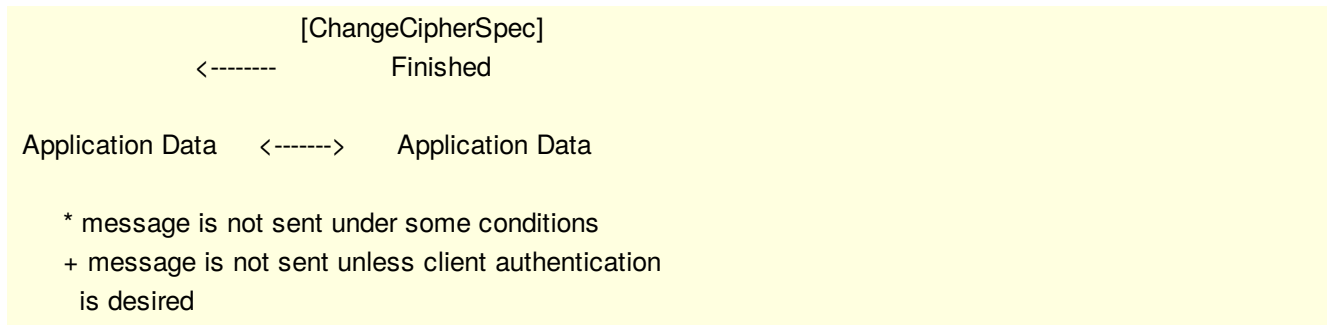 [ChangeCipherSpec]
<-------- Finished
Application Data <-------> Application Data
* message is not sent under some conditions
+ message is not sent unless client authentication
is desired